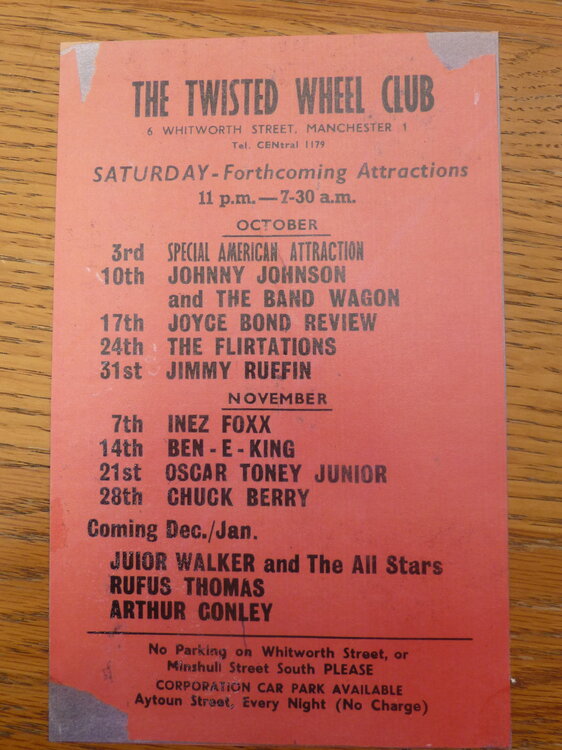 THE TWISTED WHEEL CLUB
6 WHITWORTH STREET, MANCHESTER 1
Tel. CENtral 1179
SATURDAY - Forthcoming Attractions
11 p.m. — 7-30 a.m.
OCTOBER
3rd SPECIAL AMERICAN ATTRACTION
10th JOHNNY JOHNSON
and THE BAND WAGON
17th JOYCE BOND REVIEW
24th THE FLIRTATIONS
31st JIMMY RUFFIN
NOVEMBER
7th INEZ FOXX
14th BEN - E - KING
21st OSCAR TONEY JUNIOR
28th CHUCK BERRY
Coming Dec./Jan.
JUIOR WALKER and The All Stars
RUFUS THOMAS
ARTHUR CONLEY
No Parking on Whitworth Street, or
Minshull Street South PLEASE
CORPORATION CAR PARK AVAILABLE
Aytoun Street, Every Night (No Charge)